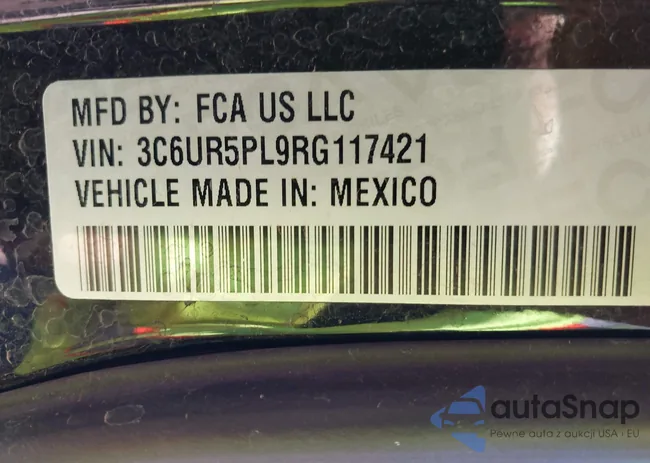 MFD BY: FCA US LLC
VIN: 3C6UR5PL9RG117421
VEHICLE MADE IN: MEXICO
autaSnap
Pewne auta z aukcji USA - EU